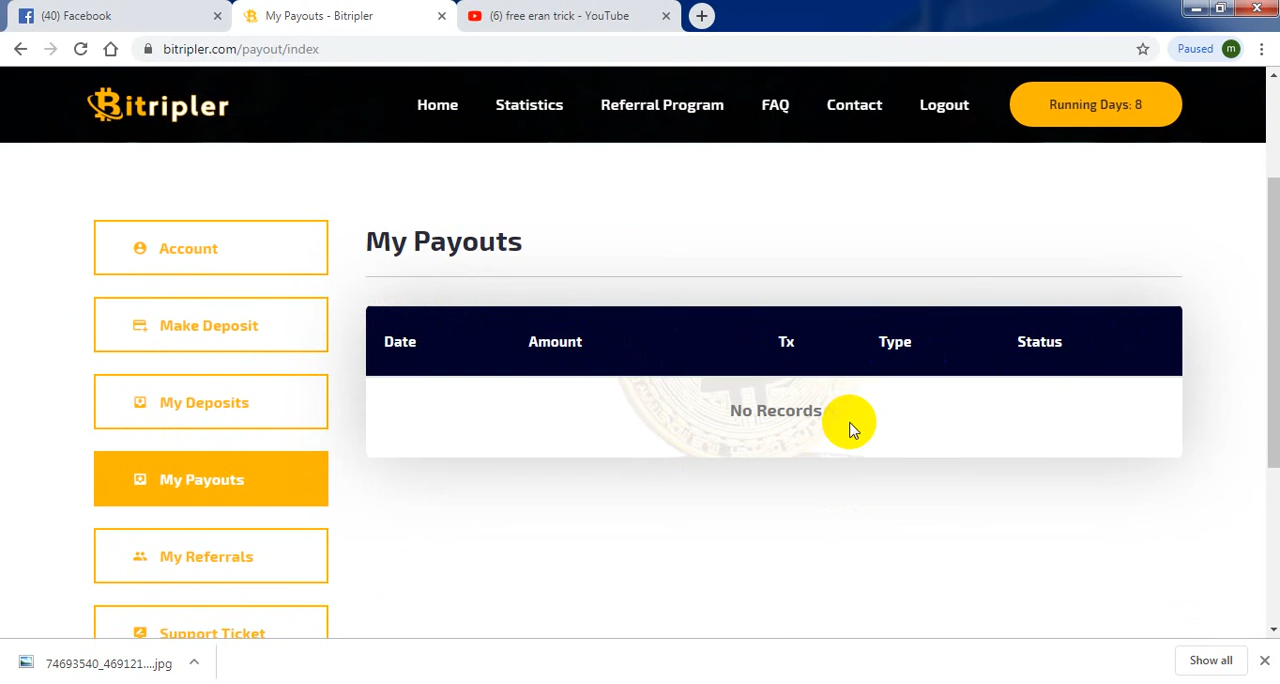 (40) Facebook
My Payouts - Bitripler
(6) free eran trick - YouTube
bitripler.com/payout/index
Paused
m
Bitripler
Home
Statistics
Referral Program
FAQ
Contact
Logout
Running Days: 8
Account
Make Deposit
My Deposits
My Payouts
My Referrals
Support Ticket
My Payouts
Date Amount Tx Type Status
No Records
74693540_469121....jpg
Show all